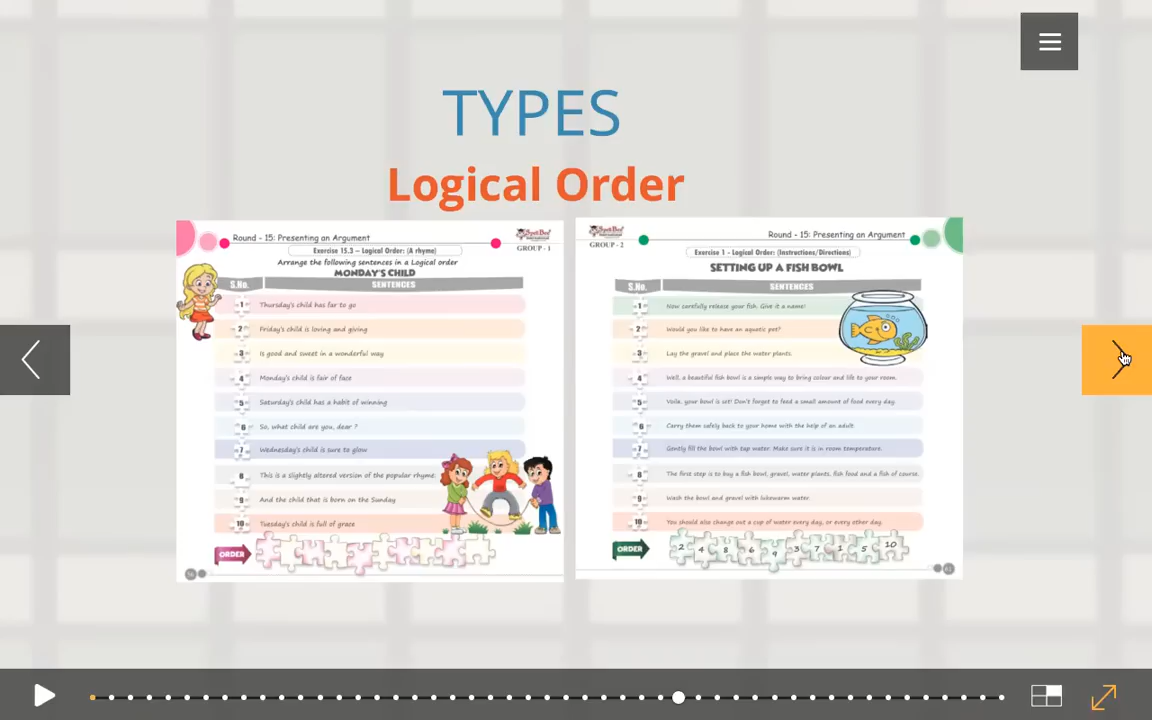 TYPES
Logical Order
Round - 15: Presenting an Argument
GROUP - 1
Exercise 15.3 - Logical Order: (A rhyme)
Arrange the following sentences in a Logical order
MONDAY'S CHILD
S.No. SENTENCES
1 Thursday's child has far to go
2 Friday's child is loving and giving
3 Is good and sweet in a wonderful way
4 Monday's child is fair of face
5 Saturday's child has a habit of winning
6 So, what child are you, dear ?
7 Wednesday's child is sure to glow
8 This is a slightly altered version of the popular rhyme.
9 And the child that is born on the Sunday
10 Tuesday's child is full of grace
ORDER
Round - 15: Presenting an Argument
GROUP - 2
Exercise 1 - Logical Order: (Instructions/Directions)
SETTING UP A FISH BOWL
S.No. SENTENCES
1 Now carefully release your fish. Give it a name!
2 Would you like to have an aquatic pet?
3 Lay the gravel and place the water plants.
4 Well, a beautiful fish bowl is a simple way to bring colour and life to your room.
5 Voila, your bowl is set! Don't forget to feed a small amount of food every day.
6 Carry them safely back to your home with the help of an adult.
7 Gently fill the bowl with tap water. Make sure it is in room temperature.
8 The first step is to buy a fish bowl, gravel, water plants, fish food and a fish of course.
9 Wash the bowl and gravel with lukewarm water.
10 You should also change out a cup of water every day, or every other day.
ORDER 2 4 8 6 9 3 7 1 5 10